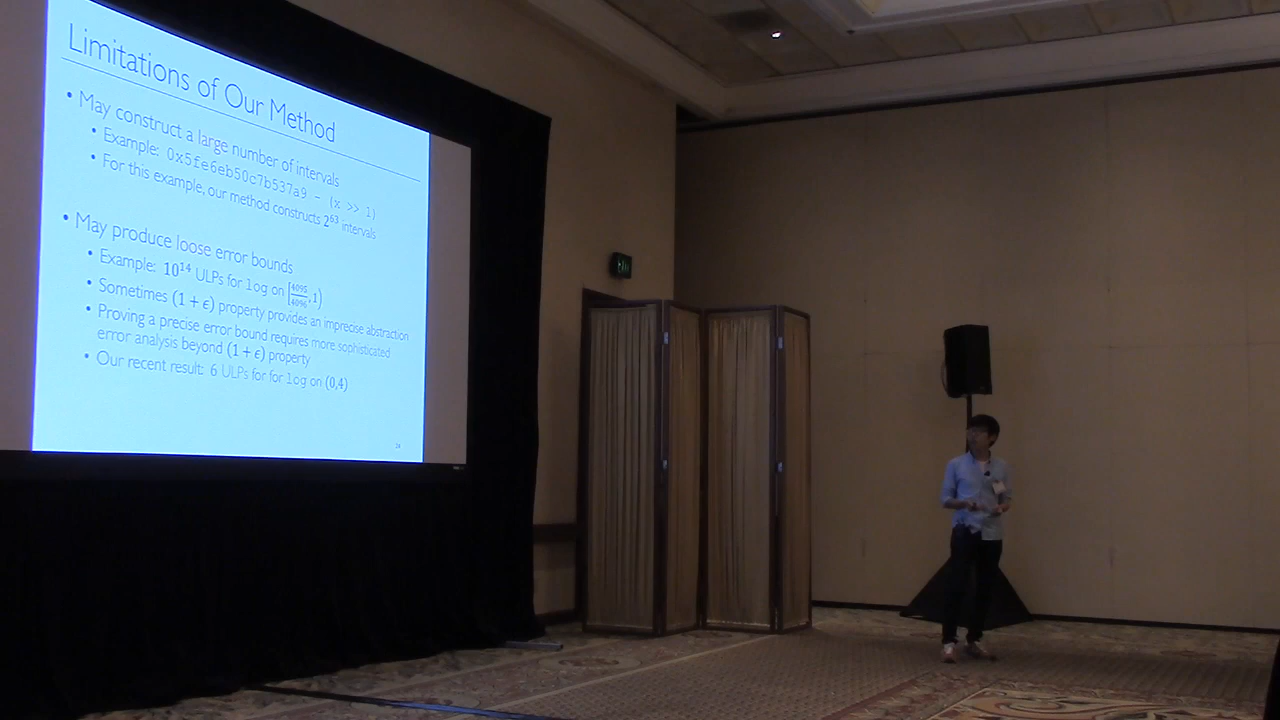 Limitations of Our Method
• May construct a large number of intervals
• Example: 0x5fe6eb50c7b537a9 - (x >> 1)
• For this example, our method constructs 2^63 intervals
• May produce loose error bounds
• Example: 10^14 ULPs for log on [4095/4096, 1)
• Sometimes (1 + ϵ) property provides an imprecise abstraction
• Proving a precise error bound requires more sophisticated
error analysis beyond (1 + ϵ) property
• Our recent result: 6 ULPs for for log on (0,4)
EXIT